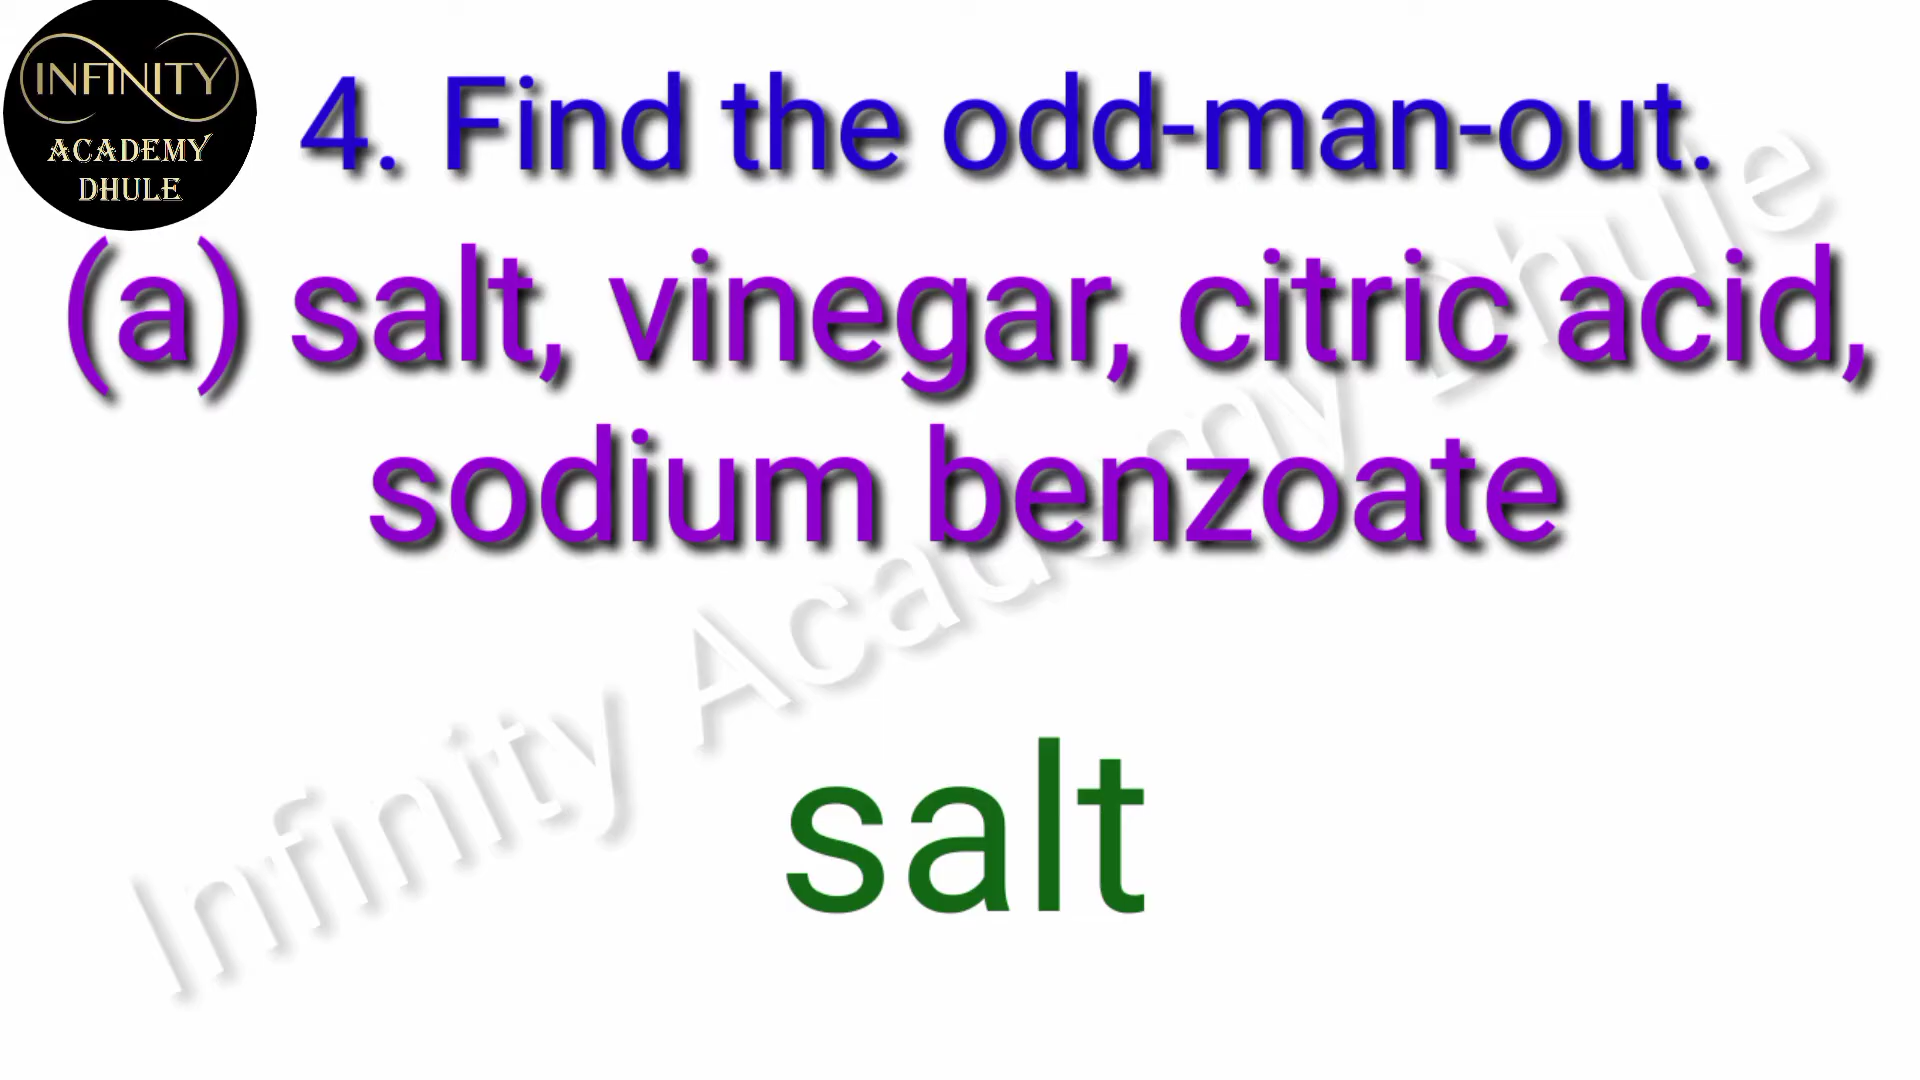 INFINITY
ACADEMY
DHULE
4. Find the odd-man-out.
(a) salt, vinegar, citric acid,
sodium benzoate
salt
Infinity Academy Dhule